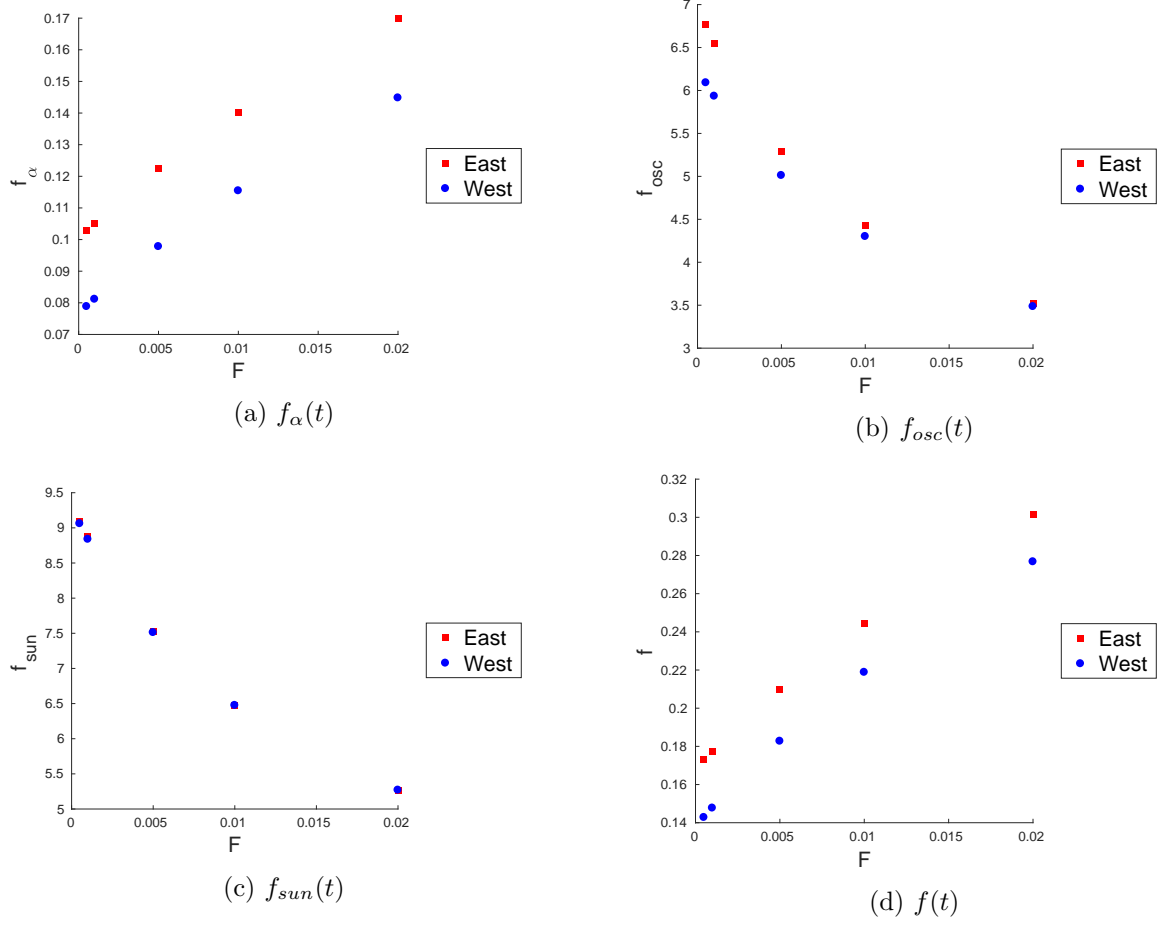 0.17
0.16
0.15
0.14
0.13
0.12
0.11
0.1
0.09
0.08
0.07
f_α
0 0.005 0.01 0.015 0.02
F
East
West
(a) f_α(t)
7
6.5
6
5.5
5
4.5
4
3.5
3
f_osc
0 0.005 0.01 0.015 0.02
F
East
West
(b) f_osc(t)
9.5
9
8.5
8
7.5
7
6.5
6
5.5
5
f_sun
0 0.005 0.01 0.015 0.02
F
East
West
(c) f_sun(t)
0.32
0.3
0.28
0.26
0.24
0.22
0.2
0.18
0.16
0.14
f
0 0.005 0.01 0.015 0.02
F
East
West
(d) f(t)